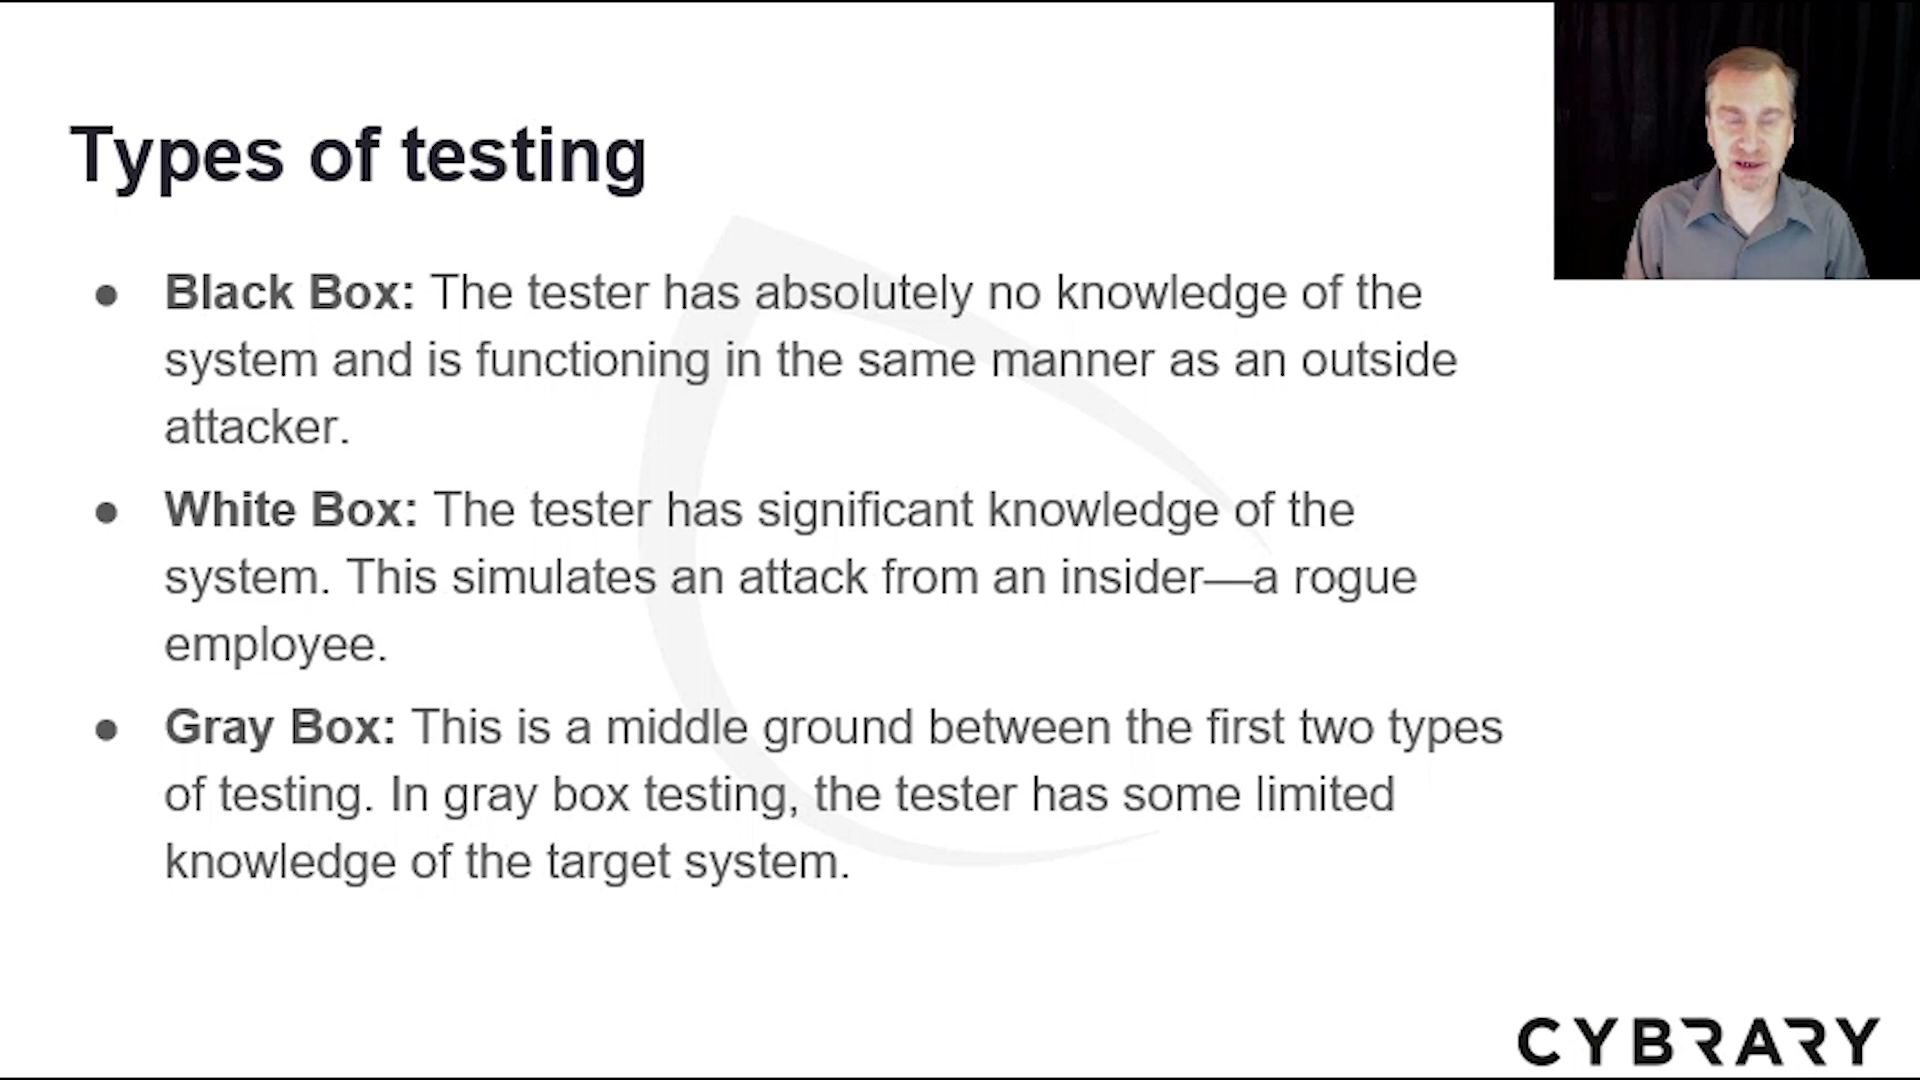 Types of testing
● Black Box: The tester has absolutely no knowledge of the
system and is functioning in the same manner as an outside
attacker.
● White Box: The tester has significant knowledge of the
system. This simulates an attack from an insider—a rogue
employee.
● Gray Box: This is a middle ground between the first two types
of testing. In gray box testing, the tester has some limited
knowledge of the target system.
CYBRARY